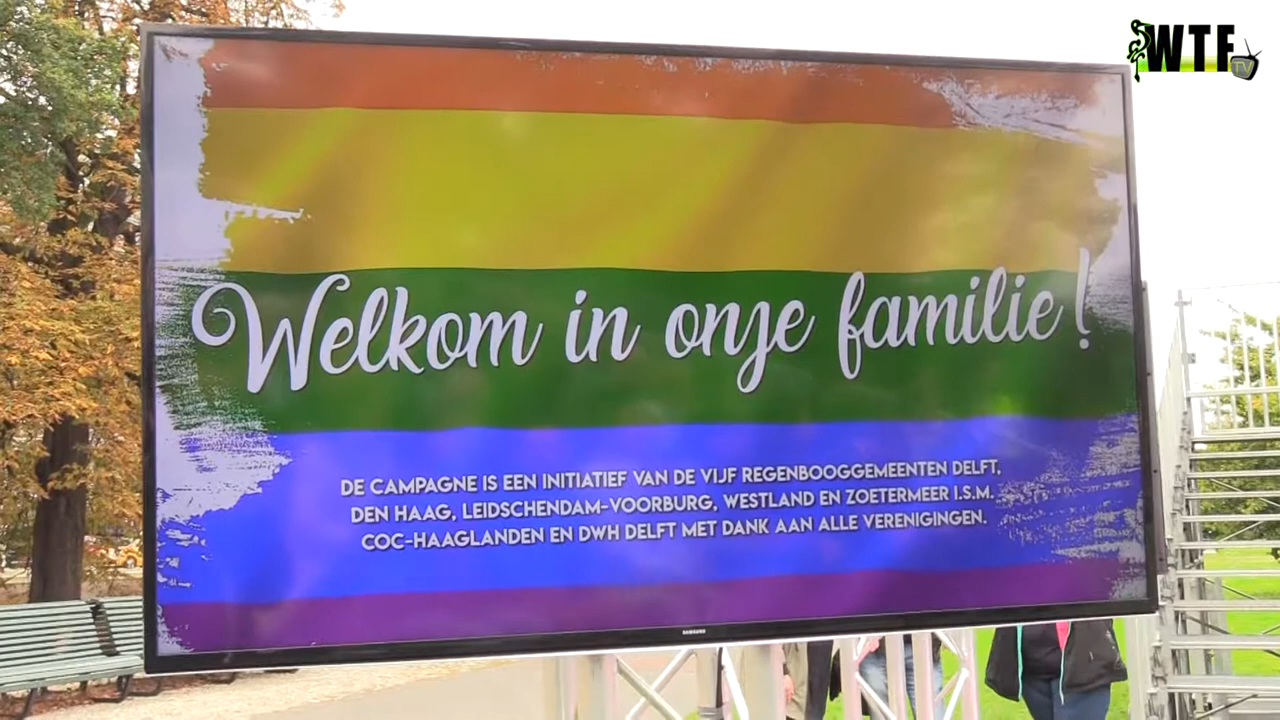 WTF
TV
Welkom in onze familie!
DE CAMPAGNE IS EEN INITIATIEF VAN DE VIJF REGENBOOGGEMEENTEN DELFT,
DEN HAAG, LEIDSCHENDAM-VOORBURG, WESTLAND EN ZOETERMEER I.S.M.
COC-HAAGLANDEN EN DWH DELFT MET DANK AAN ALLE VERENIGINGEN.
SAMSUNG